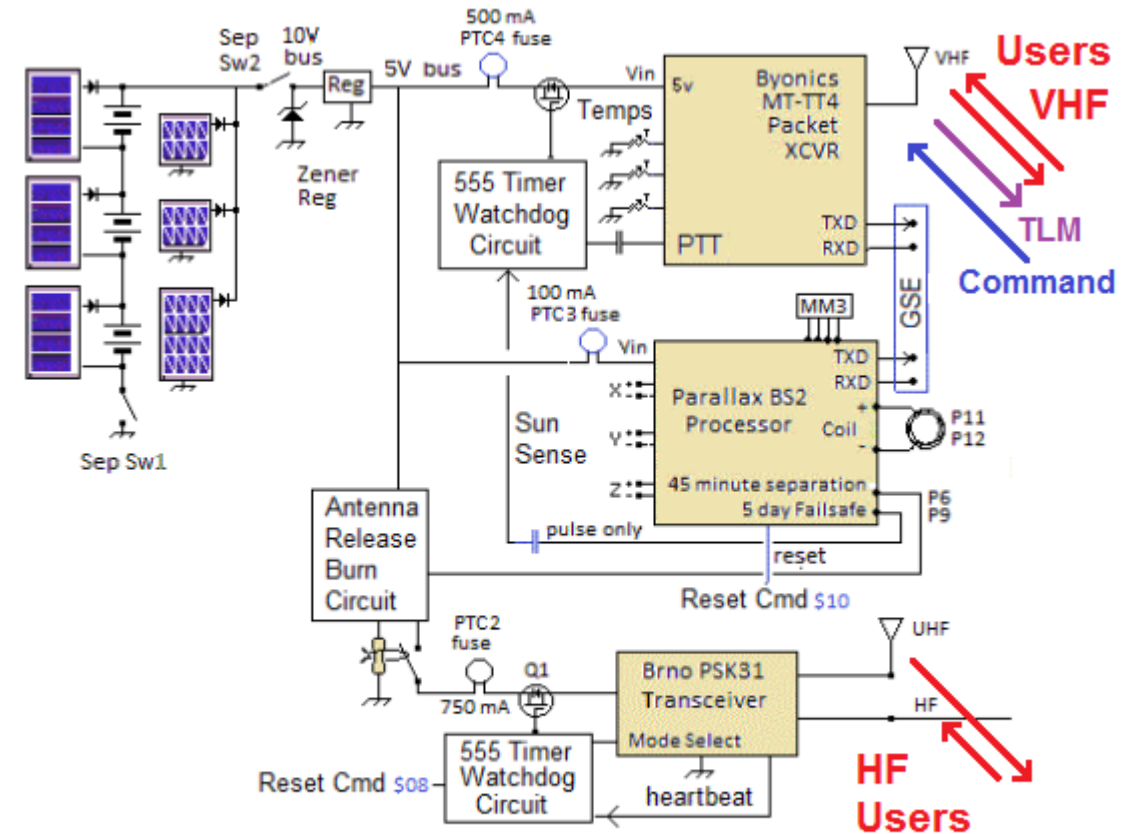 500 mA
PTC4 fuse
Sep
Sw2
10V
bus
Reg
5V bus
Zener
Reg
Vin
5v
Temps
Byonics
MT-TT4
Packet
XCVR
TXD
RXD
PTT
VHF
Users
VHF
TLM
Command
GSE
555 Timer
Watchdog
Circuit
100 mA
PTC3 fuse
Vin
MM3
TXD
RXD
Parallax BS2
Processor
+
Coil
-
P11
P12
X
+
-
Y
+
-
Z
+
-
45 minute separation
5 day Failsafe
P6
P9
Sun
Sense
Sep Sw1
pulse only
reset
Reset Cmd $10
Antenna
Release
Burn
Circuit
PTC2
fuse
750 mA
Q1
Brno PSK31
Transceiver
Mode Select
UHF
HF
555 Timer
Watchdog
Circuit
Reset Cmd $08
heartbeat
HF
Users